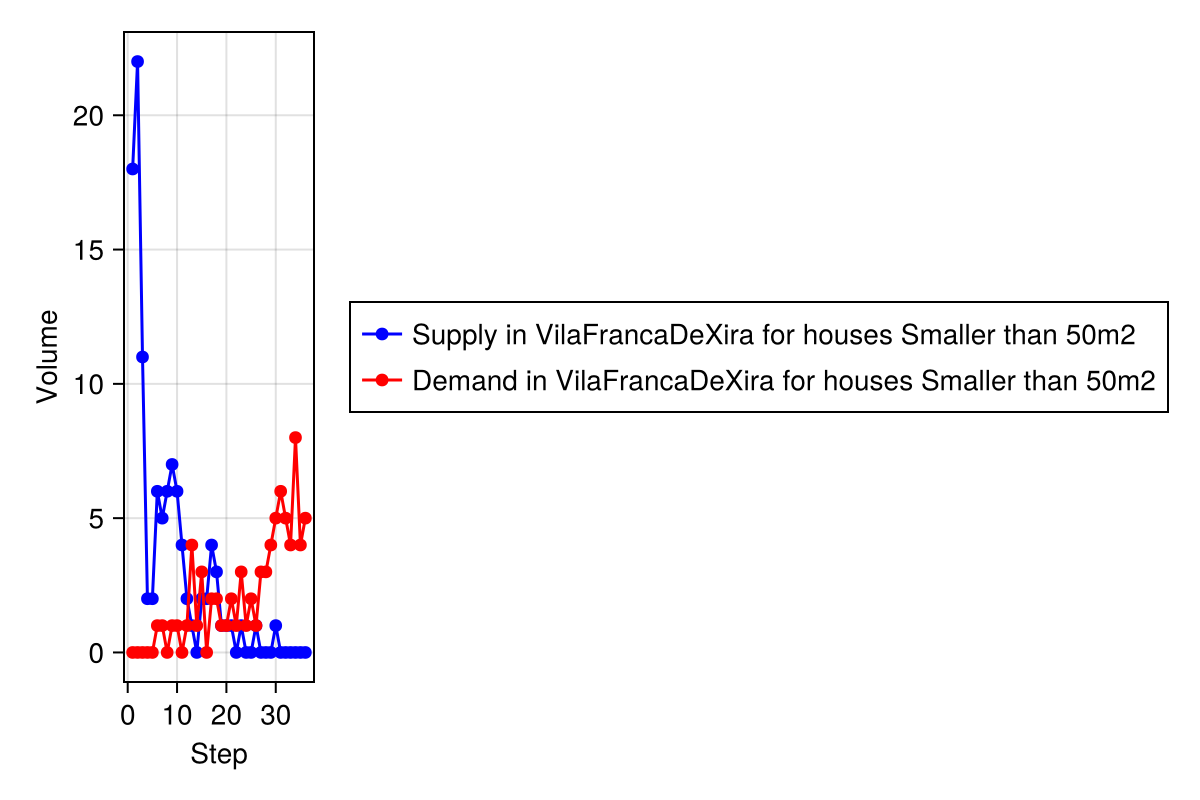 20
15
10
5
0
Volume
0 10 20 30
Step
Supply in VilaFrancaDeXira for houses Smaller than 50m2
Demand in VilaFrancaDeXira for houses Smaller than 50m2